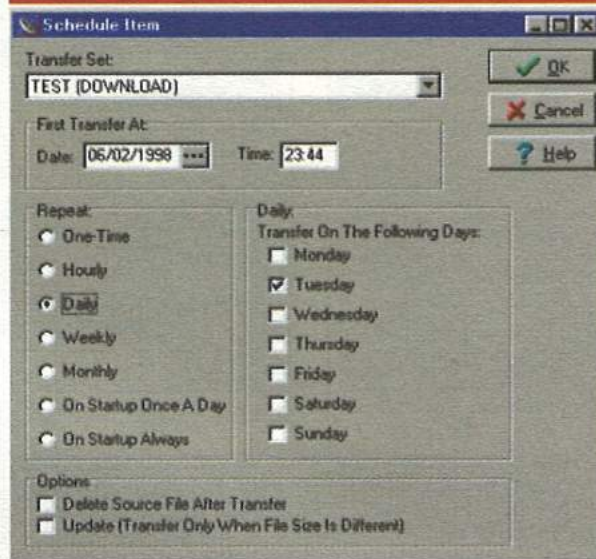 Schedule Item
Transfer Set:
TEST (DOWNLOAD)
OK
Cancel
Help
First Transfer At:
Date: 06/02/1998 Time: 23:44
Repeat:
One-Time
Hourly
Daily
Weekly
Monthly
On Startup Once A Day
On Startup Always
Daily:
Transfer On The Following Days:
Monday
Tuesday
Wednesday
Thursday
Friday
Saturday
Sunday
Options
Delete Source File After Transfer
Update (Transfer Only When File Size Is Different)